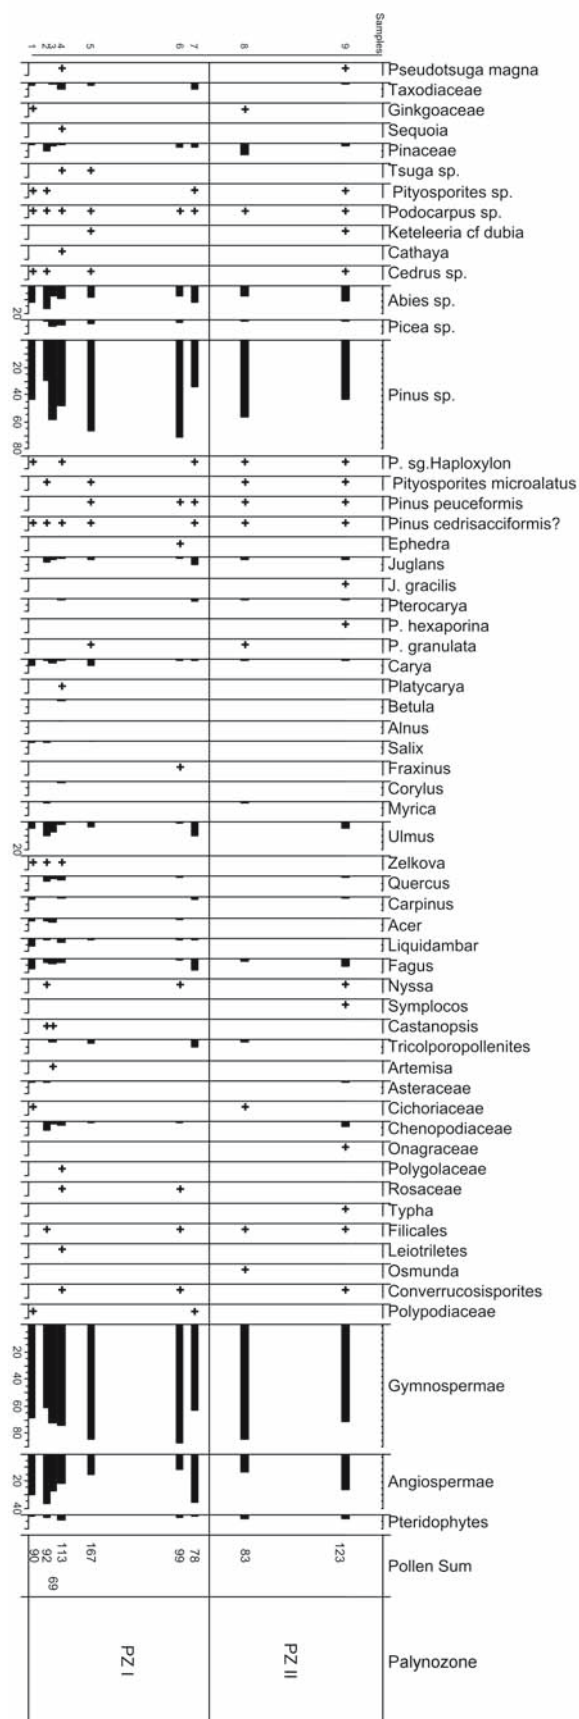 Samples
1 2 3 4 5 6 7 8 9
Pseudotsuga magna
Taxodiaceae
Ginkgoaceae
Sequoia
Pinaceae
Tsuga sp.
Pityosporites sp.
Podocarpus sp.
Keteleeria cf dubia
Cathaya
Cedrus sp.
Abies sp.
20
Picea sp.
Pinus sp.
20
40
60
80
P. sg.Haploxylon
Pityosporites microalatus
Pinus peuceformis
Pinus cedrisacciformis?
Ephedra
Juglans
J. gracilis
Pterocarya
P. hexaporina
P. granulata
Carya
Platycarya
Betula
Alnus
Salix
Fraxinus
Corylus
Myrica
Ulmus
20
Zelkova
Quercus
Carpinus
Acer
Liquidambar
Fagus
Nyssa
Symplocos
Castanopsis
Tricolporopollenites
Artemisa
Asteraceae
Cichoriaceae
Chenopodiaceae
Onagraceae
Polygolaceae
Rosaceae
Typha
Filicales
Leiotriletes
Osmunda
Converrucosisporites
Polypodiaceae
Gymnospermae
20
40
60
80
Angiospermae
20
40
Pteridophytes
90 92 69 113 167 99 78 83 123
Pollen Sum
PZ I PZ II
Palynozone